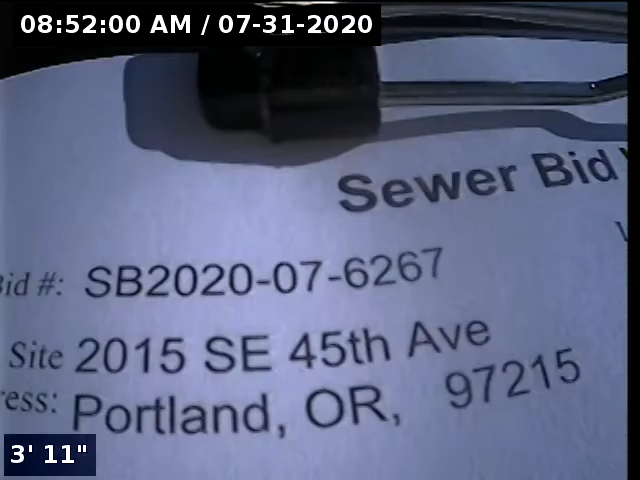 08:52:00 AM / 07-31-2020
Sewer Bid
Bid #: SB2020-07-6267
Site 2015 SE 45th Ave
ress: Portland, OR, 97215
3' 11"